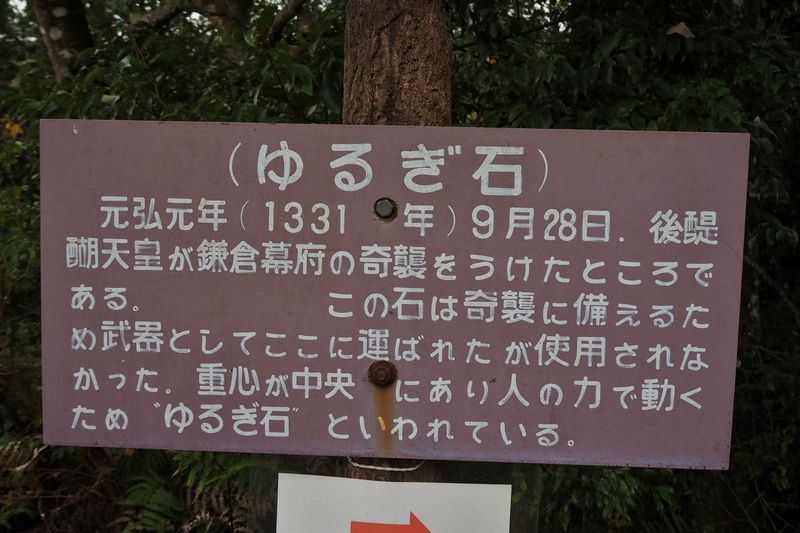 (ゆるぎ石)
元弘元年(1331 年)9月28日. 後醍
醐天皇が鎌倉幕府の奇襲をうけたところで
ある. この石は奇襲に備えるた
め武器としてここに運ばれたが使用されな
かった. 重心が中央 にあり人の力で動く
ため"ゆるぎ石"といわれている。